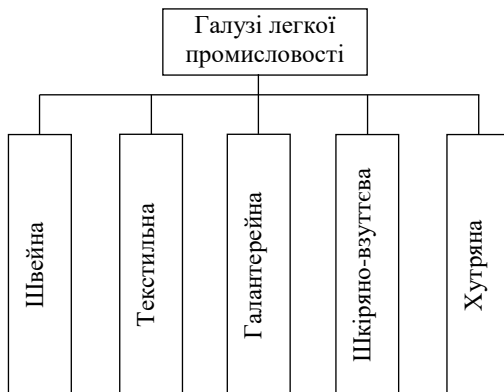 Галузі легкої
промисловості
Швейна
Текстильна
Галантерейна
Шкіряно-взуттєва
Хутряна